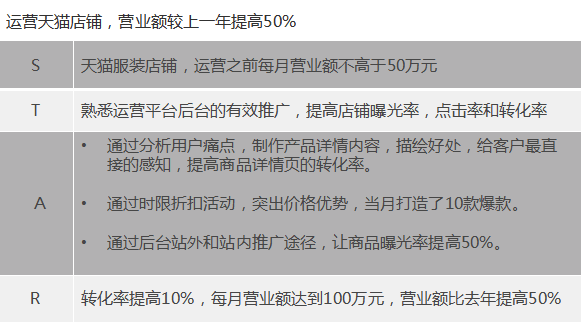 运营天猫店铺，营业额较上一年提高50%
S
天猫服装店铺，运营之前每月营业额不高于50万元
T
熟悉运营平台后台的有效推广，提高店铺曝光率，点击率和转化率
A
• 通过分析用户痛点，制作产品详情内容，描绘好处，给客户最直
接的感知，提高商品详情页的转化率。
• 通过时限折扣活动，突出价格优势，当月打造了10款爆款。
• 通过后台站外和站内推广途径，让商品曝光率提高50%。
R
转化率提高10%，每月营业额达到100万元，营业额比去年提高50%